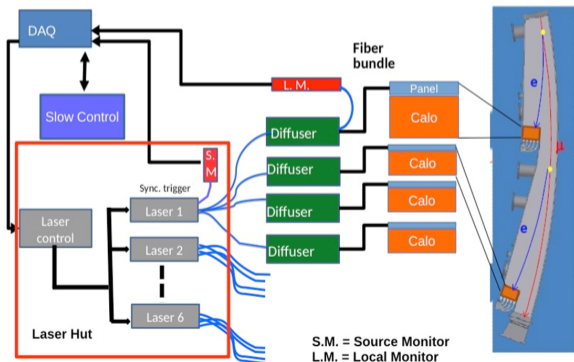 DAQ
Slow Control
L. M.
Fiber
bundle
Panel
Calo
Diffuser
Diffuser
Calo
Diffuser
Calo
Diffuser
Calo
S.
M
Sync. trigger
Laser
control
Laser 1
Laser 2
Laser 6
Laser Hut
e
μ
e
S.M. = Source Monitor
L.M. = Local Monitor